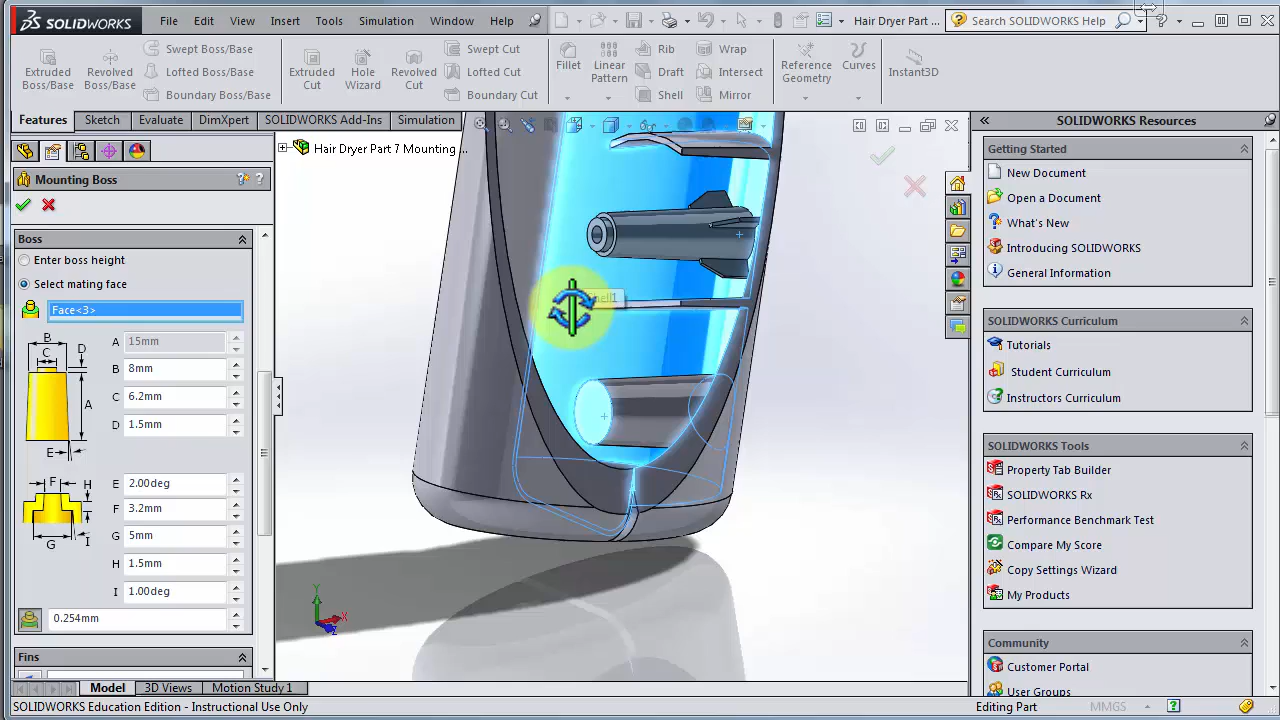 SOLIDWORKS File Edit View Insert Tools Simulation Window Help Hair Dryer Part ... Search SOLIDWORKS Help ?
Extruded Boss/Base
Revolved Boss/Base
Swept Boss/Base
Lofted Boss/Base
Boundary Boss/Base
Extruded Cut
Hole Wizard
Revolved Cut
Swept Cut
Lofted Cut
Boundary Cut
Fillet
Linear Pattern
Rib
Draft
Shell
Wrap
Intersect
Mirror
Reference Geometry
Curves
Instant3D
Features Sketch Evaluate DimXpert SOLIDWORKS Add-Ins Simulation
Hair Dryer Part 7 Mounting ...
Mounting Boss
?
Boss
Enter boss height
Select mating face
Face<3>
B
C
D
A
E
A 15mm
B 8mm
C 6.2mm
D 1.5mm
F
H
G
I
E 2.00deg
F 3.2mm
G 5mm
H 1.5mm
I 1.00deg
0.254mm
Fins
Y
X
Z
Model 3D Views Motion Study 1
SOLIDWORKS Education Edition - Instructional Use Only
Editing Part MMGS ?
SOLIDWORKS Resources
Getting Started
New Document
Open a Document
What's New
Introducing SOLIDWORKS
General Information
SOLIDWORKS Curriculum
Tutorials
Student Curriculum
Instructors Curriculum
SOLIDWORKS Tools
Property Tab Builder
SOLIDWORKS Rx
Performance Benchmark Test
Compare My Score
Copy Settings Wizard
My Products
Community
Customer Portal
User Groups